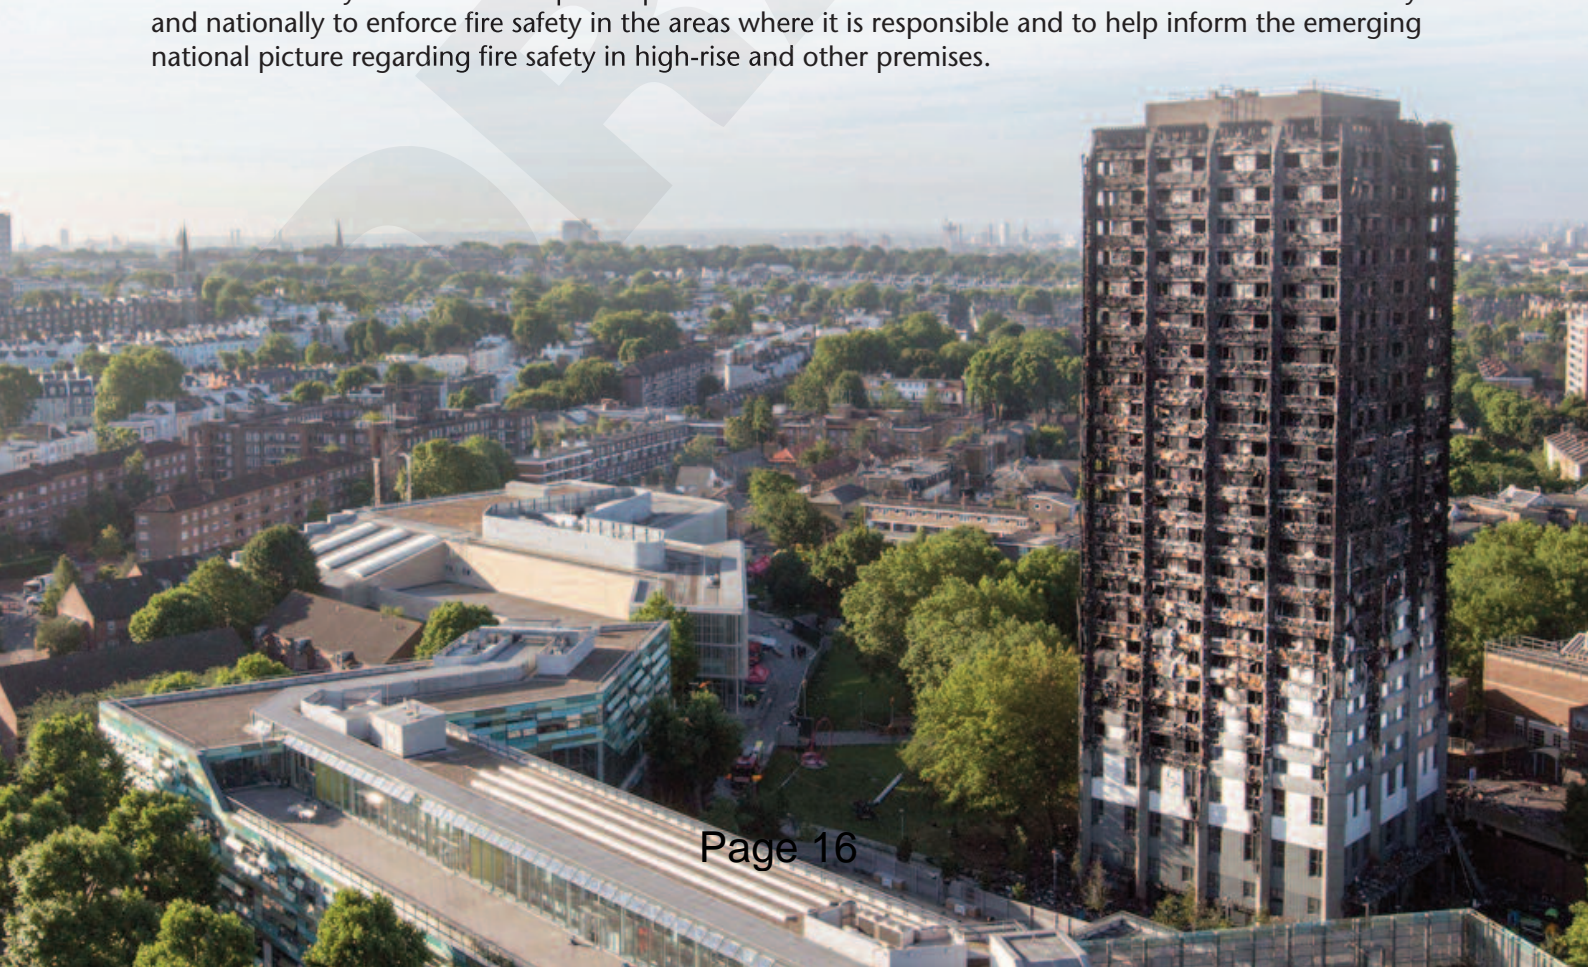 and nationally to enforce fire safety in the areas where it is responsible and to help inform the emerging
national picture regarding fire safety in high-rise and other premises.
Page 16